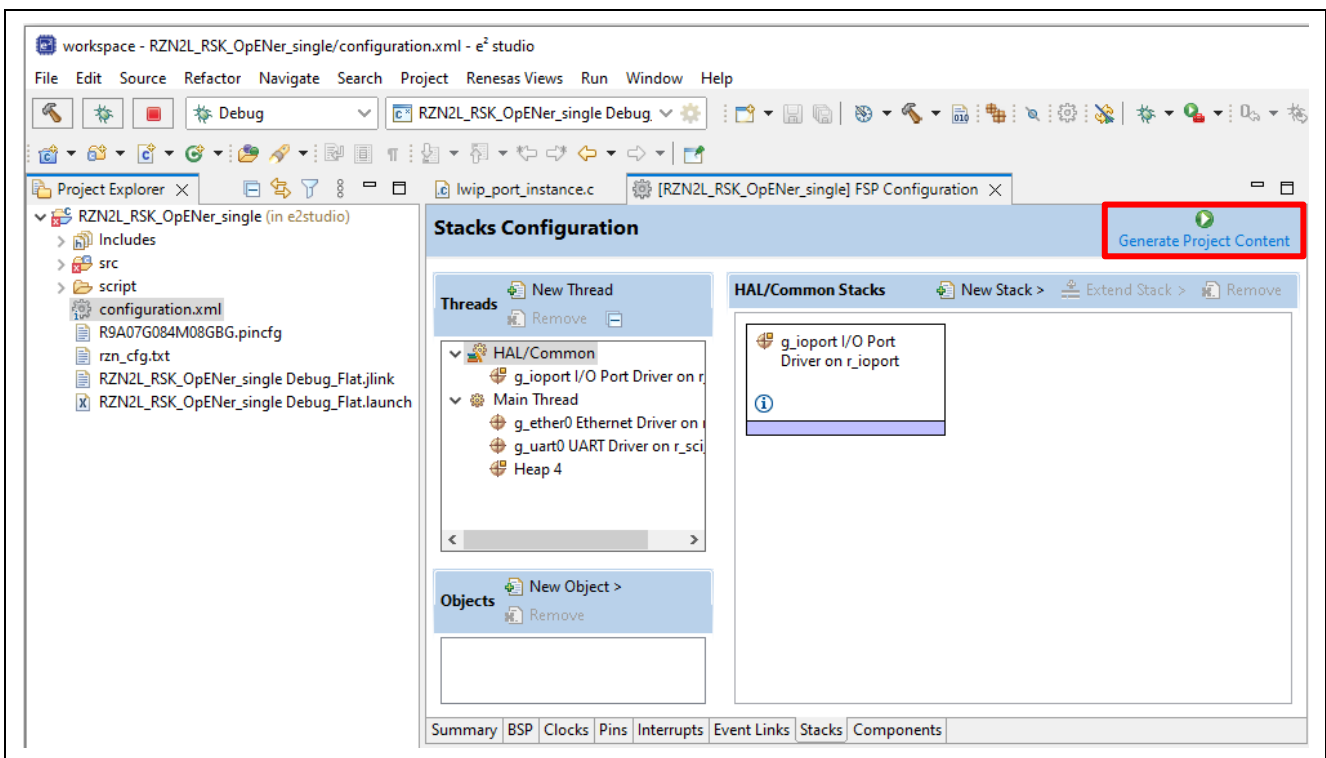 workspace - RZN2L_RSK_OpENer_single/configuration.xml - e² studio
File Edit Source Refactor Navigate Search Project Renesas Views Run Window Help
Debug
RZN2L_RSK_OpENer_single Debug
Project Explorer
lwip_port_instance.c
[RZN2L_RSK_OpENer_single] FSP Configuration
RZN2L_RSK_OpENer_single (in e2studio)
Includes
src
script
configuration.xml
R9A07G084M08GBG.pincfg
rzn_cfg.txt
RZN2L_RSK_OpENer_single Debug_Flat.jlink
RZN2L_RSK_OpENer_single Debug_Flat.launch
Stacks Configuration
Generate Project Content
Threads
New Thread
Remove
HAL/Common
g_ioport I/O Port Driver on r
Main Thread
g_ether0 Ethernet Driver on
g_uart0 UART Driver on r_sci
Heap 4
Objects
New Object >
Remove
HAL/Common Stacks
New Stack >
Extend Stack >
Remove
g_ioport I/O Port
Driver on r_ioport
Summary BSP Clocks Pins Interrupts Event Links Stacks Components